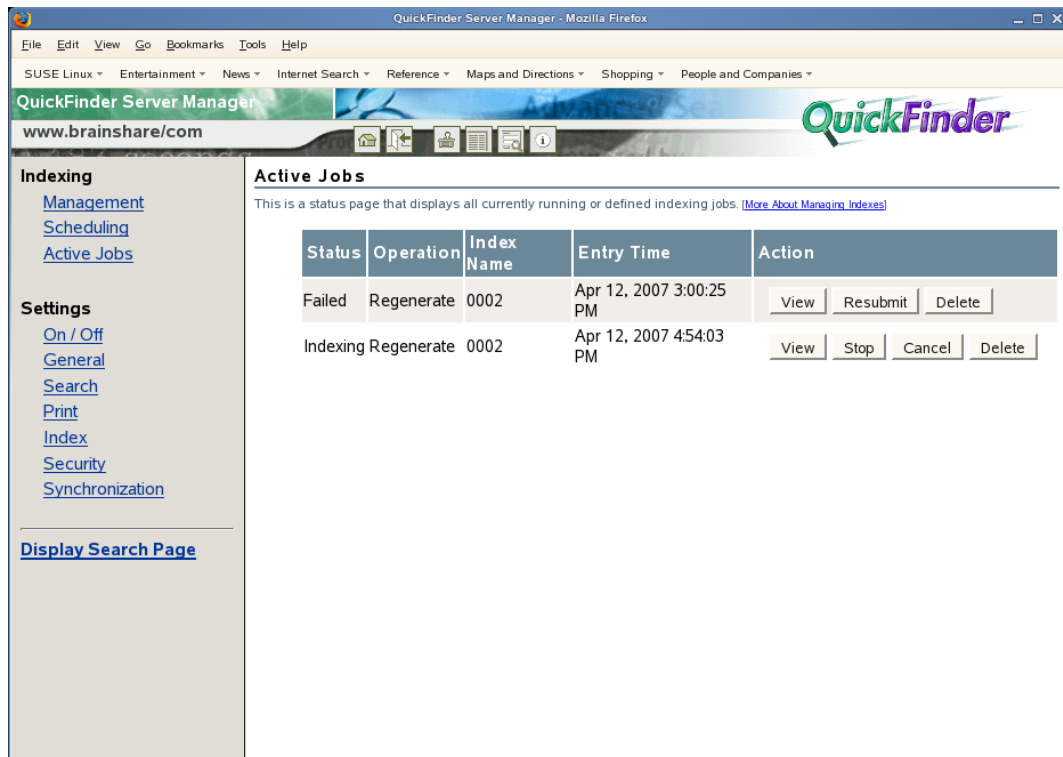 QuickFinder Server Manager - Mozilla Firefox
File Edit View Go Bookmarks Tools Help
SUSE Linux Entertainment News Internet Search Reference Maps and Directions Shopping People and Companies
QuickFinder Server Manager
Advanced Sea
QuickFinder
www.brainshare/com
Indexing
Management
Scheduling
Active Jobs
Settings
On / Off
General
Search
Print
Index
Security
Synchronization
Display Search Page
Active Jobs
This is a status page that displays all currently running or defined indexing jobs. [More About Managing Indexes]
Status Operation Index Name Entry Time Action
Failed Regenerate 0002 Apr 12, 2007 3:00:25 PM View Resubmit Delete
Indexing Regenerate 0002 Apr 12, 2007 4:54:03 PM View Stop Cancel Delete